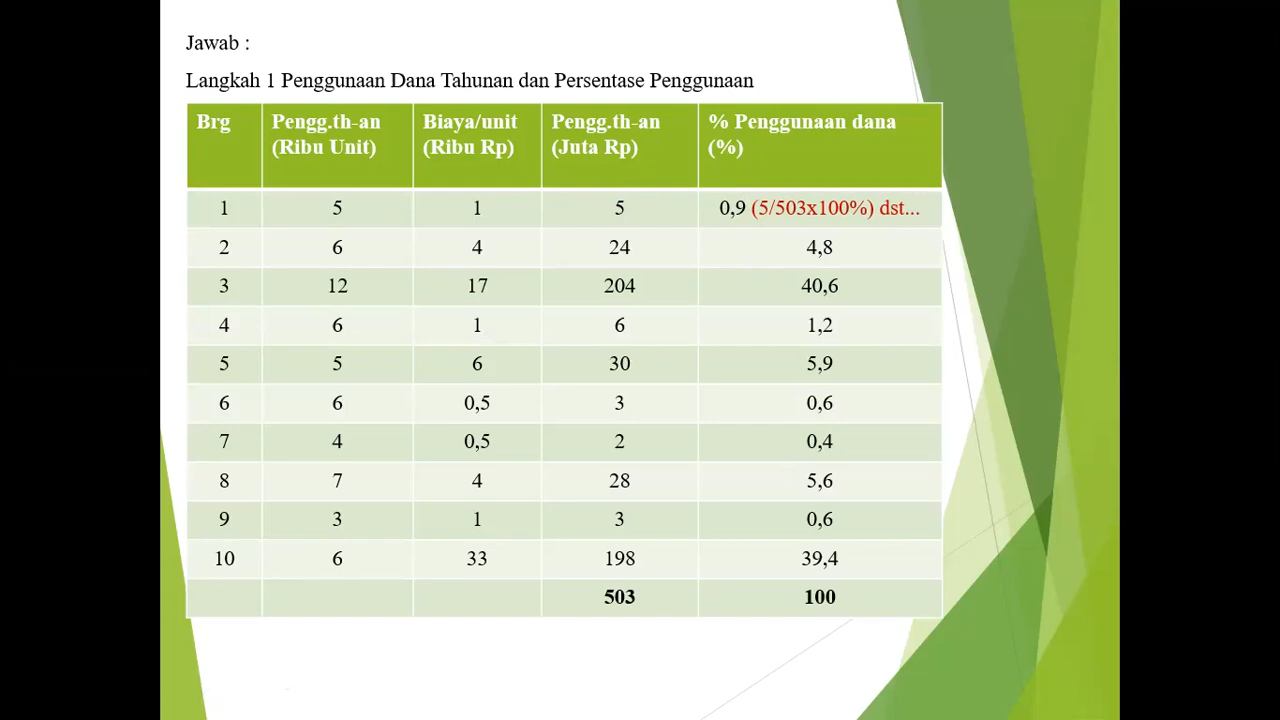 Jawab :
Langkah 1 Penggunaan Dana Tahunan dan Persentase Penggunaan
Brg Pengg.th-an (Ribu Unit) Biaya/unit (Ribu Rp) Pengg.th-an (Juta Rp) % Penggunaan dana (%)
1 5 1 5 0,9 (5/503x100%) dst...
2 6 4 24 4,8
3 12 17 204 40,6
4 6 1 6 1,2
5 5 6 30 5,9
6 6 0,5 3 0,6
7 4 0,5 2 0,4
8 7 4 28 5,6
9 3 1 3 0,6
10 6 33 198 39,4
503 100